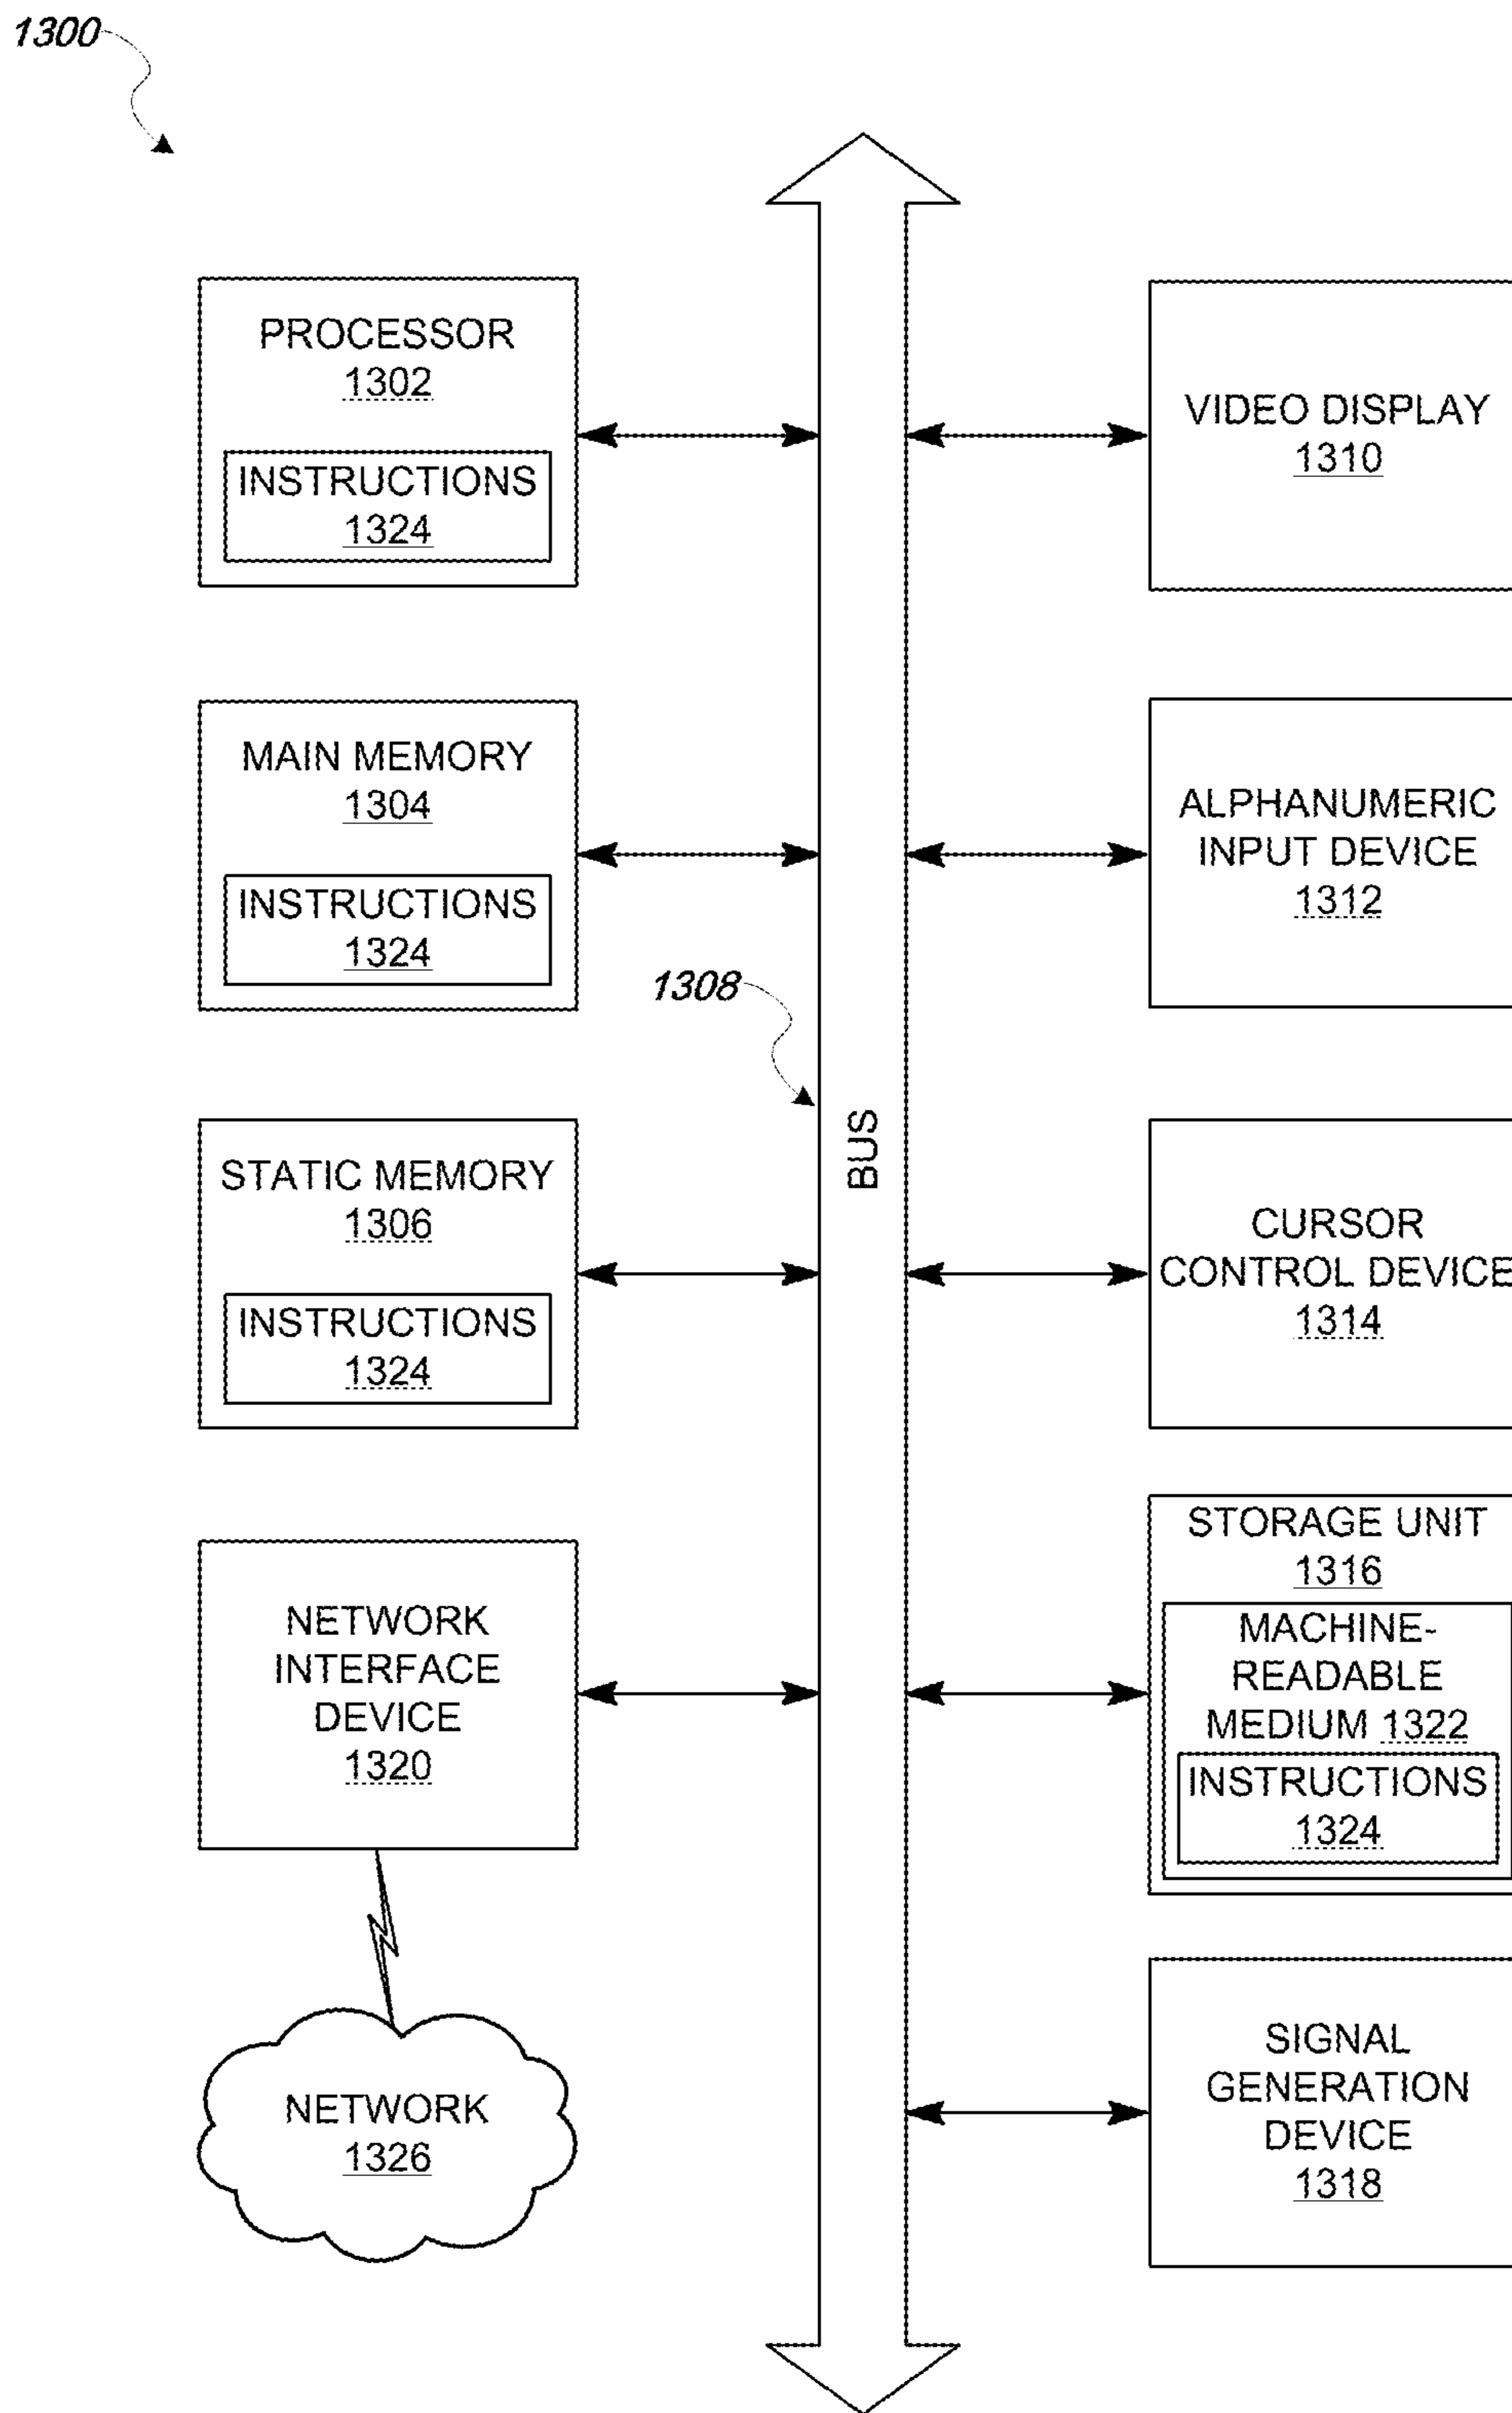 1300
PROCESSOR
1302
INSTRUCTIONS
1324
MAIN MEMORY
1304
INSTRUCTIONS
1324
STATIC MEMORY
1306
INSTRUCTIONS
1324
NETWORK
INTERFACE
DEVICE
1320
NETWORK
1326
1308
BUS
VIDEO DISPLAY
1310
ALPHANUMERIC
INPUT DEVICE
1312
CURSOR
CONTROL DEVICE
1314
STORAGE UNIT
1316
MACHINE-
READABLE
MEDIUM 1322
INSTRUCTIONS
1324
SIGNAL
GENERATION
DEVICE
1318